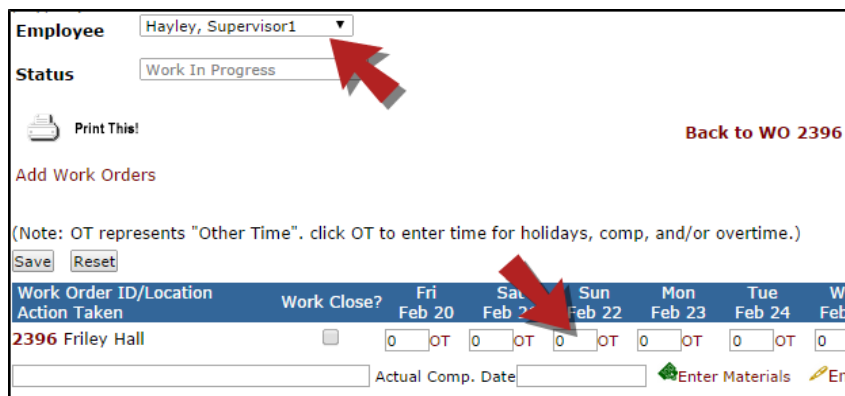 Employee Hayley, Supervisor1
Status Work In Progress
Print This!
Back to WO 2396
Add Work Orders
(Note: OT represents "Other Time". click OT to enter time for holidays, comp, and/or overtime.)
Save Reset
Work Order ID/Location Work Close? Fri Sat Sun Mon Tue
Action Taken Feb 20 Feb Feb 22 Feb 23 Feb 24 Feb
2396 Friley Hall 0 OT 0 OT 0 OT 0 OT 0 OT 0
Actual Comp. Date Enter Materials